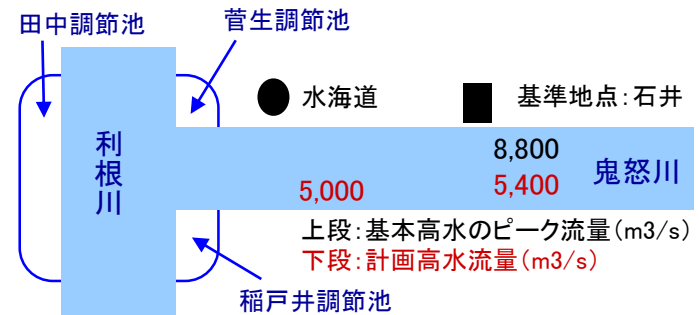 田中調節池
菅生調節池
水海道
基準地点:石井
利根川
8,800
5,000
5,400
鬼怒川
上段:基本高水のピーク流量(m3/s)
下段:計画高水流量(m3/s)
稲戸井調節池